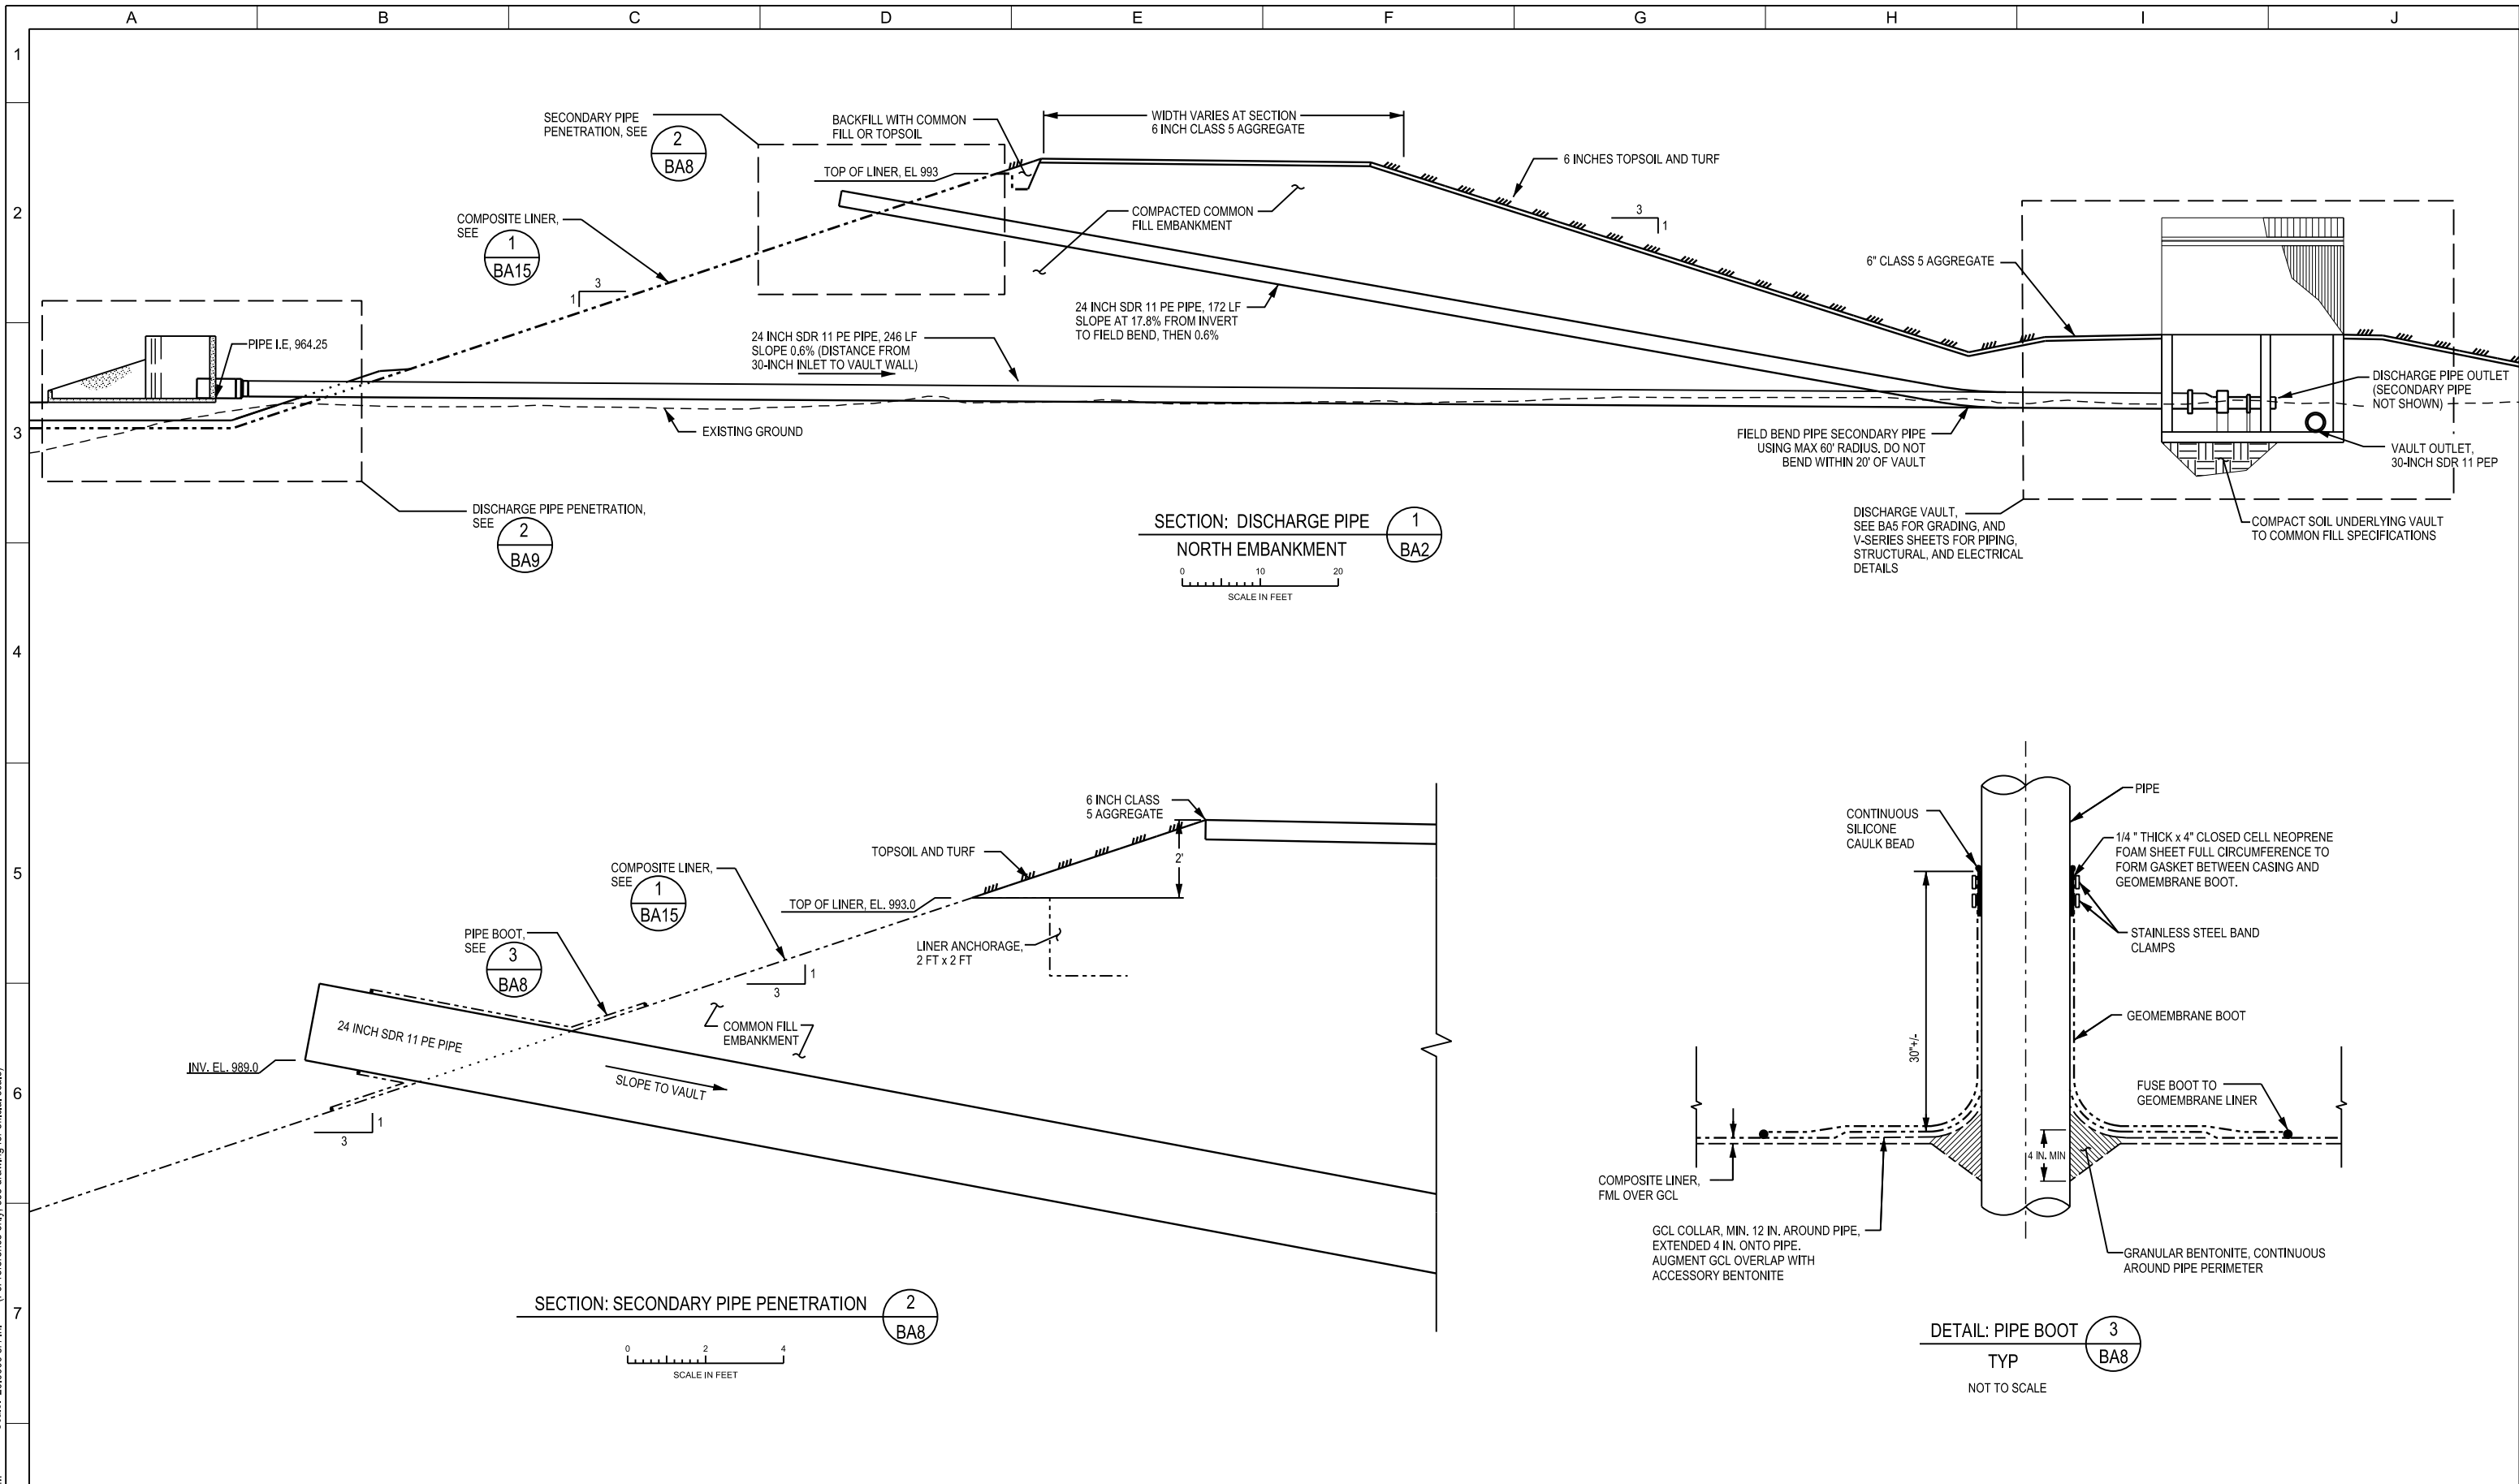 A B C D E F G H I J
1
2
3
4
5
6
7
SECONDARY PIPE
PENETRATION, SEE
2
BA8
BACKFILL WITH COMMON
FILL OR TOPSOIL
TOP OF LINER, EL 993
WIDTH VARIES AT SECTION
6 INCH CLASS 5 AGGREGATE
6 INCHES TOPSOIL AND TURF
COMPOSITE LINER,
SEE
1
BA15
COMPACTED COMMON
FILL EMBANKMENT
3
1
6" CLASS 5 AGGREGATE
3
1
PIPE I.E, 964.25
24 INCH SDR 11 PE PIPE, 246 LF
SLOPE 0.6% (DISTANCE FROM
30-INCH INLET TO VAULT WALL)
24 INCH SDR 11 PE PIPE, 172 LF
SLOPE AT 17.8% FROM INVERT
TO FIELD BEND, THEN 0.6%
DISCHARGE PIPE OUTLET
(SECONDARY PIPE
NOT SHOWN)
EXISTING GROUND
FIELD BEND PIPE SECONDARY PIPE
USING MAX 60' RADIUS. DO NOT
BEND WITHIN 20' OF VAULT
VAULT OUTLET,
30-INCH SDR 11 PEP
DISCHARGE PIPE PENETRATION,
SEE
2
BA9
SECTION: DISCHARGE PIPE
NORTH EMBANKMENT
1
BA2
0 10 20
SCALE IN FEET
DISCHARGE VAULT,
SEE BA5 FOR GRADING, AND
V-SERIES SHEETS FOR PIPING,
STRUCTURAL, AND ELECTRICAL
DETAILS
COMPACT SOIL UNDERLYING VAULT
TO COMMON FILL SPECIFICATIONS
6 INCH CLASS
5 AGGREGATE
TOPSOIL AND TURF
2'
COMPOSITE LINER,
SEE
1
BA15
TOP OF LINER, EL. 993.0
PIPE BOOT,
SEE
3
BA8
LINER ANCHORAGE,
2 FT x 2 FT
1
3
COMMON FILL
EMBANKMENT
24 INCH SDR 11 PE PIPE
INV. EL. 989.0
SLOPE TO VAULT
1
3
SECTION: SECONDARY PIPE PENETRATION
2
BA8
0 2 4
SCALE IN FEET
CONTINUOUS
SILICONE
CAULK BEAD
PIPE
1/4 " THICK x 4" CLOSED CELL NEOPRENE
FOAM SHEET FULL CIRCUMFERENCE TO
FORM GASKET BETWEEN CASING AND
GEOMEMBRANE BOOT.
STAINLESS STEEL BAND
CLAMPS
30"+/-
GEOMEMBRANE BOOT
FUSE BOOT TO
GEOMEMBRANE LINER
4 IN. MIN
COMPOSITE LINER,
FML OVER GCL
GCL COLLAR, MIN. 12 IN. AROUND PIPE,
EXTENDED 4 IN. ONTO PIPE.
AUGMENT GCL OVERLAP WITH
ACCESSORY BENTONITE
GRANULAR BENTONITE, CONTINUOUS
AROUND PIPE PERIMETER
DETAIL: PIPE BOOT
TYP
3
BA8
NOT TO SCALE